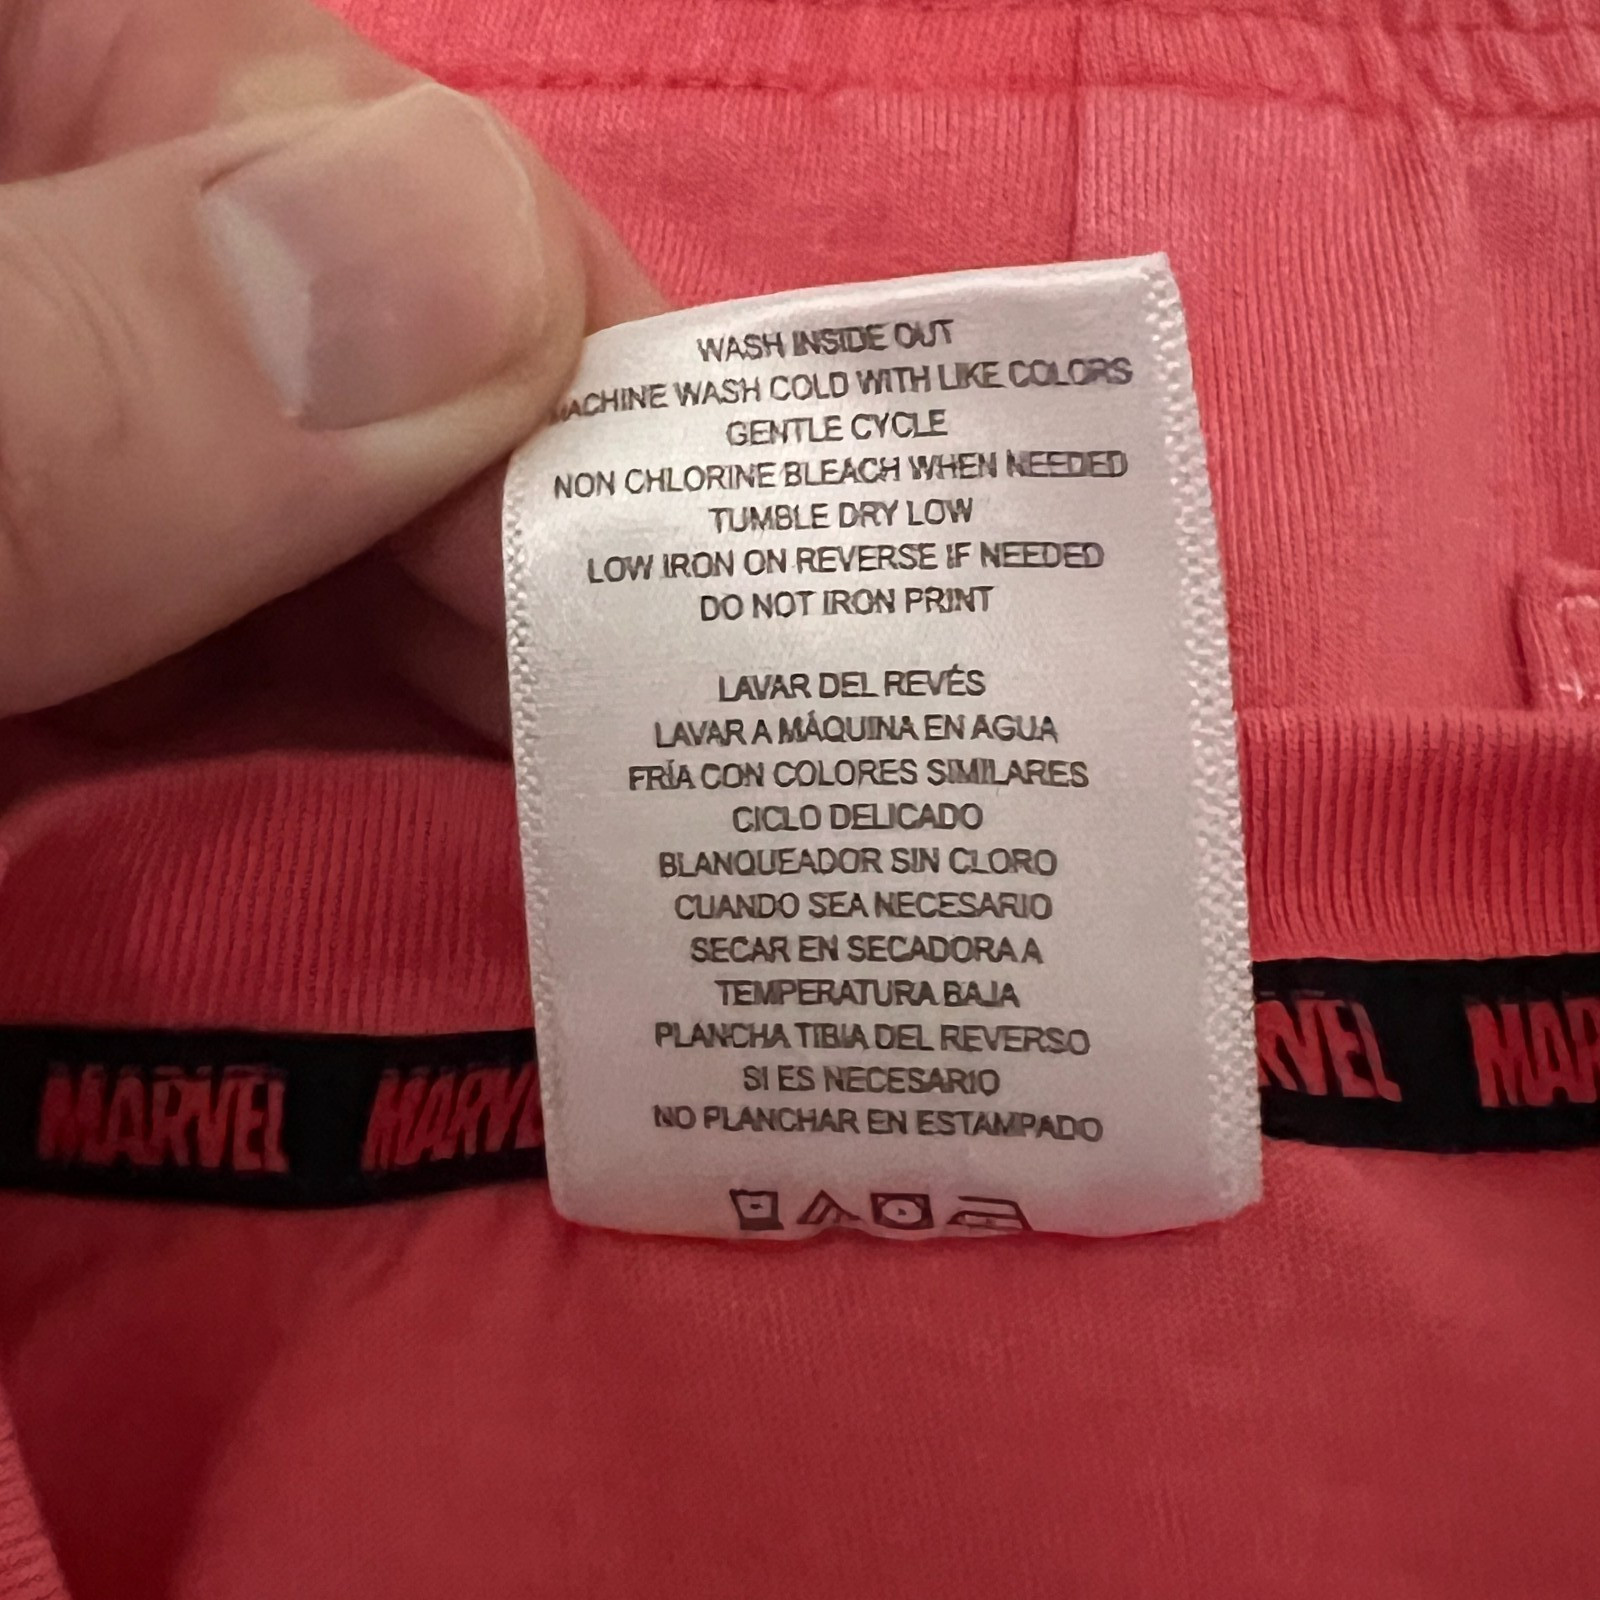 WASH INSIDE OUT
MACHINE WASH COLD WITH LIKE COLORS
GENTLE CYCLE
NON CHLORINE BLEACH WHEN NEEDED
TUMBLE DRY LOW
LOW IRON ON REVERSE IF NEEDED
DO NOT IRON PRINT
LAVAR DEL REVÉS
LAVAR A MÁQUINA EN AGUA
FRÍA CON COLORES SIMILARES
CICLO DELICADO
BLANQUEADOR SIN CLORO
CUANDO SEA NECESARIO
SECAR EN SECADORA A
TEMPERATURA BAJA
PLANCHA TIBIA DEL REVERSO
SI ES NECESARIO
NO PLANCHAR EN ESTAMPADO
MARVEL MARVEL RVEL MAR